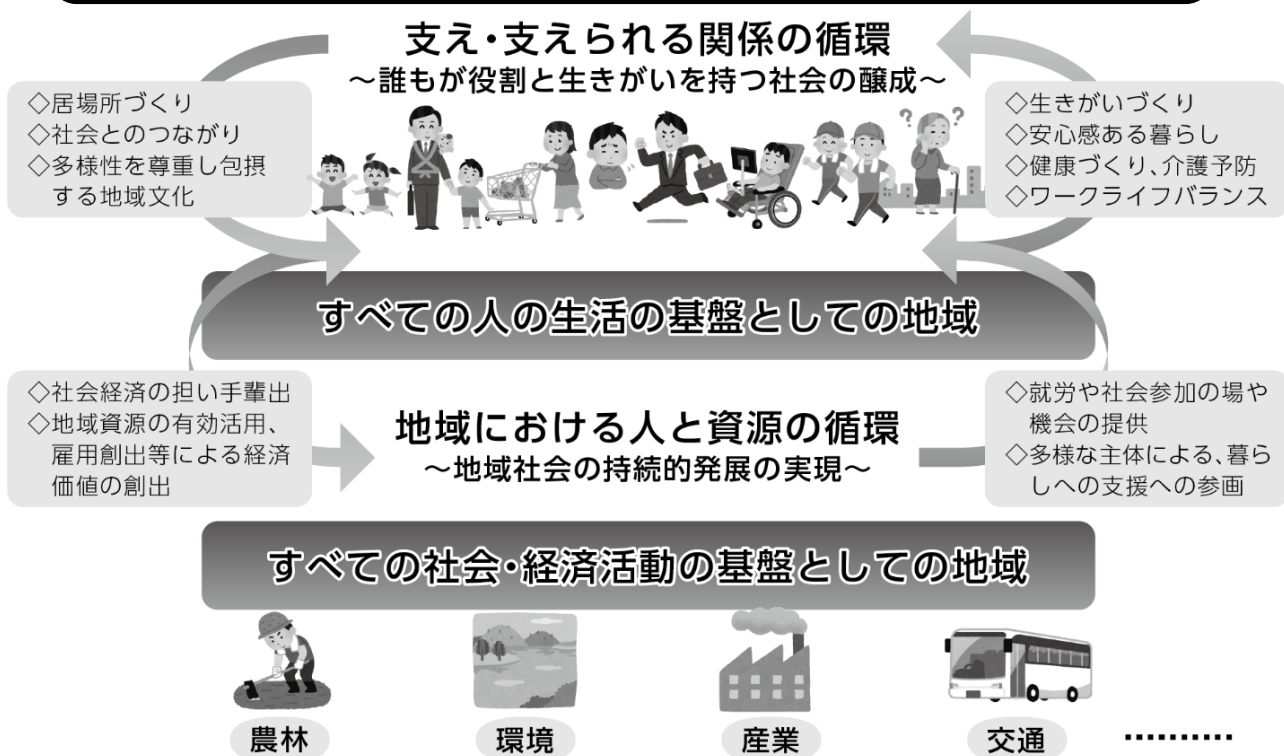 支え・支えられる関係の循環
～誰もが役割と生きがいを持つ社会の醸成～
◇居場所づくり
◇社会とのつながり
◇多様性を尊重し包摂
する地域文化
◇生きがいづくり
◇安心感ある暮らし
◇健康づくり、介護予防
◇ワークライフバランス
? ?
すべての人の生活の基盤としての地域
◇社会経済の担い手輩出
◇地域資源の有効活用、
雇用創出等による経済
価値の創出
地域における人と資源の循環
～地域社会の持続的発展の実現～
◇就労や社会参加の場や
機会の提供
◇多様な主体による、暮ら
しへの支援への参画
すべての社会・経済活動の基盤としての地域
農林 環境 産業 交通 ··········